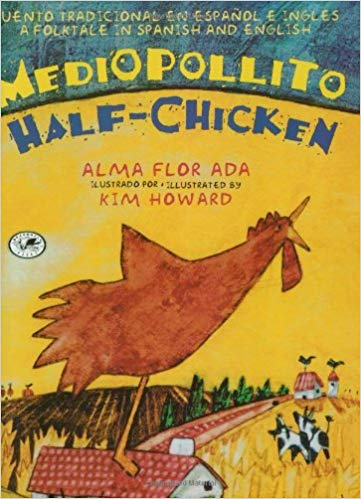 UENTO TRADICIONAL EN ESPAÑOL E INGLES
A FOLKTALE IN SPANISH AND ENGLISH
MEDIOPOLLITO
HALF-CHICKEN
ALMA FLOR ADA
ILUSTRADO POR • ILLUSTRATED BY
KIM HOWARD